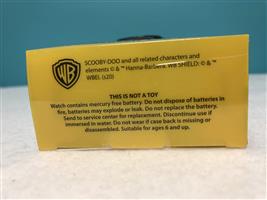 WB
SCOOBY-DOO and all related characters and
elements © & ™ Hanna-Barbera. WB SHIELD: © & ™
WBEI. (s20)
THIS IS NOT A TOY
Watch contains mercury free battery. Do not dispose of batteries in
fire, batteries may explode or leak. Do not attempt to replace battery.
Send to service center for replacement. Discontinue use if
immersed in water. Do not wear if case back is missing or
disassembled. Suitable for ages 6 and up.